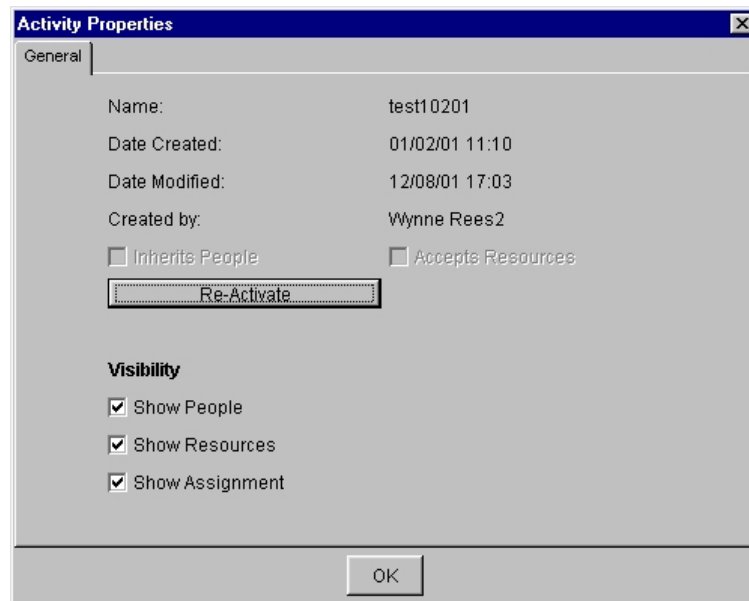 Activity Properties
General
Name: test10201
Date Created: 01/02/01 11:10
Date Modified: 12/08/01 17:03
Created by: Wynne Rees2
Inherits People Accepts Resources
Re-Activate
Visibility
Show People
Show Resources
Show Assignment
OK